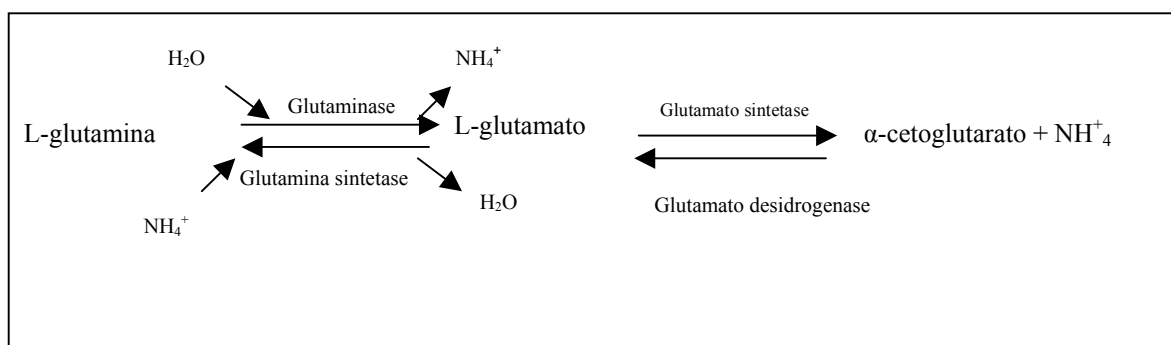 H₂O
NH₄⁺
Glutaminase
Glutamato sintetase
L-glutamina
L-glutamato
α-cetoglutarato + NH⁺₄
Glutamina sintetase
H₂O
Glutamato desidrogenase
NH₄⁺